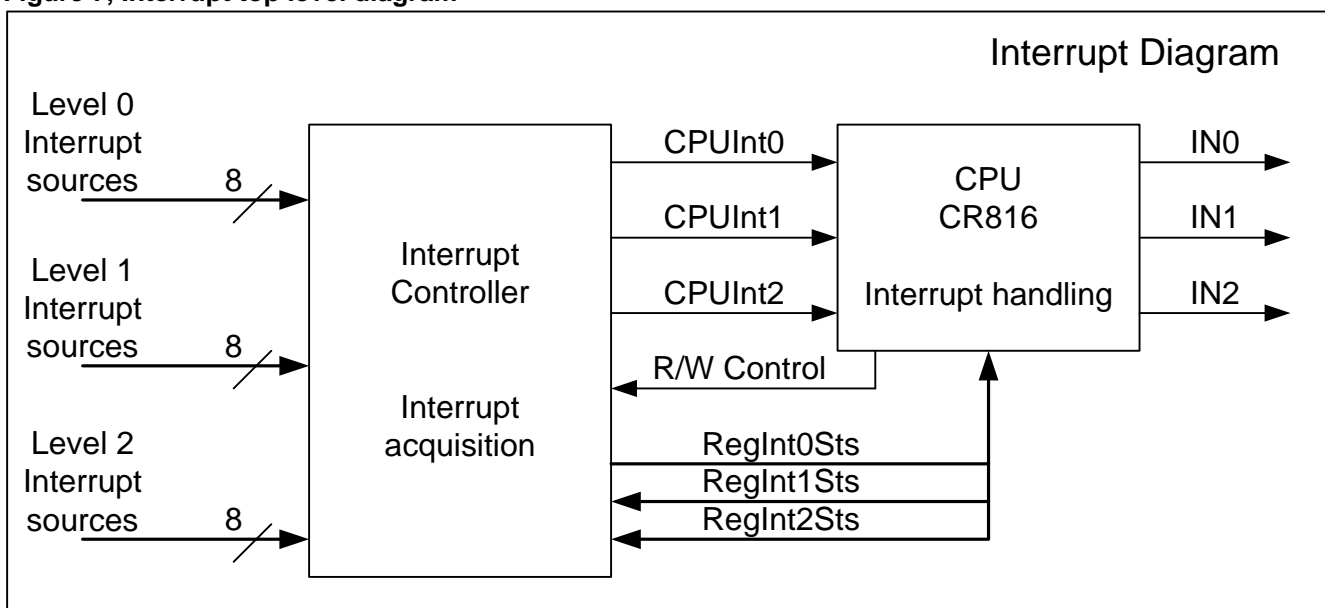 Figure 7, Interrupt top level diagram
Interrupt Diagram
Level 0
Interrupt
sources
8
Level 1
Interrupt
sources
8
Level 2
Interrupt
sources
8
Interrupt
Controller
Interrupt
acquisition
CPUInt0
CPUInt1
CPUInt2
R/W Control
RegInt0Sts
RegInt1Sts
RegInt2Sts
CPU
CR816
Interrupt handling
IN0
IN1
IN2